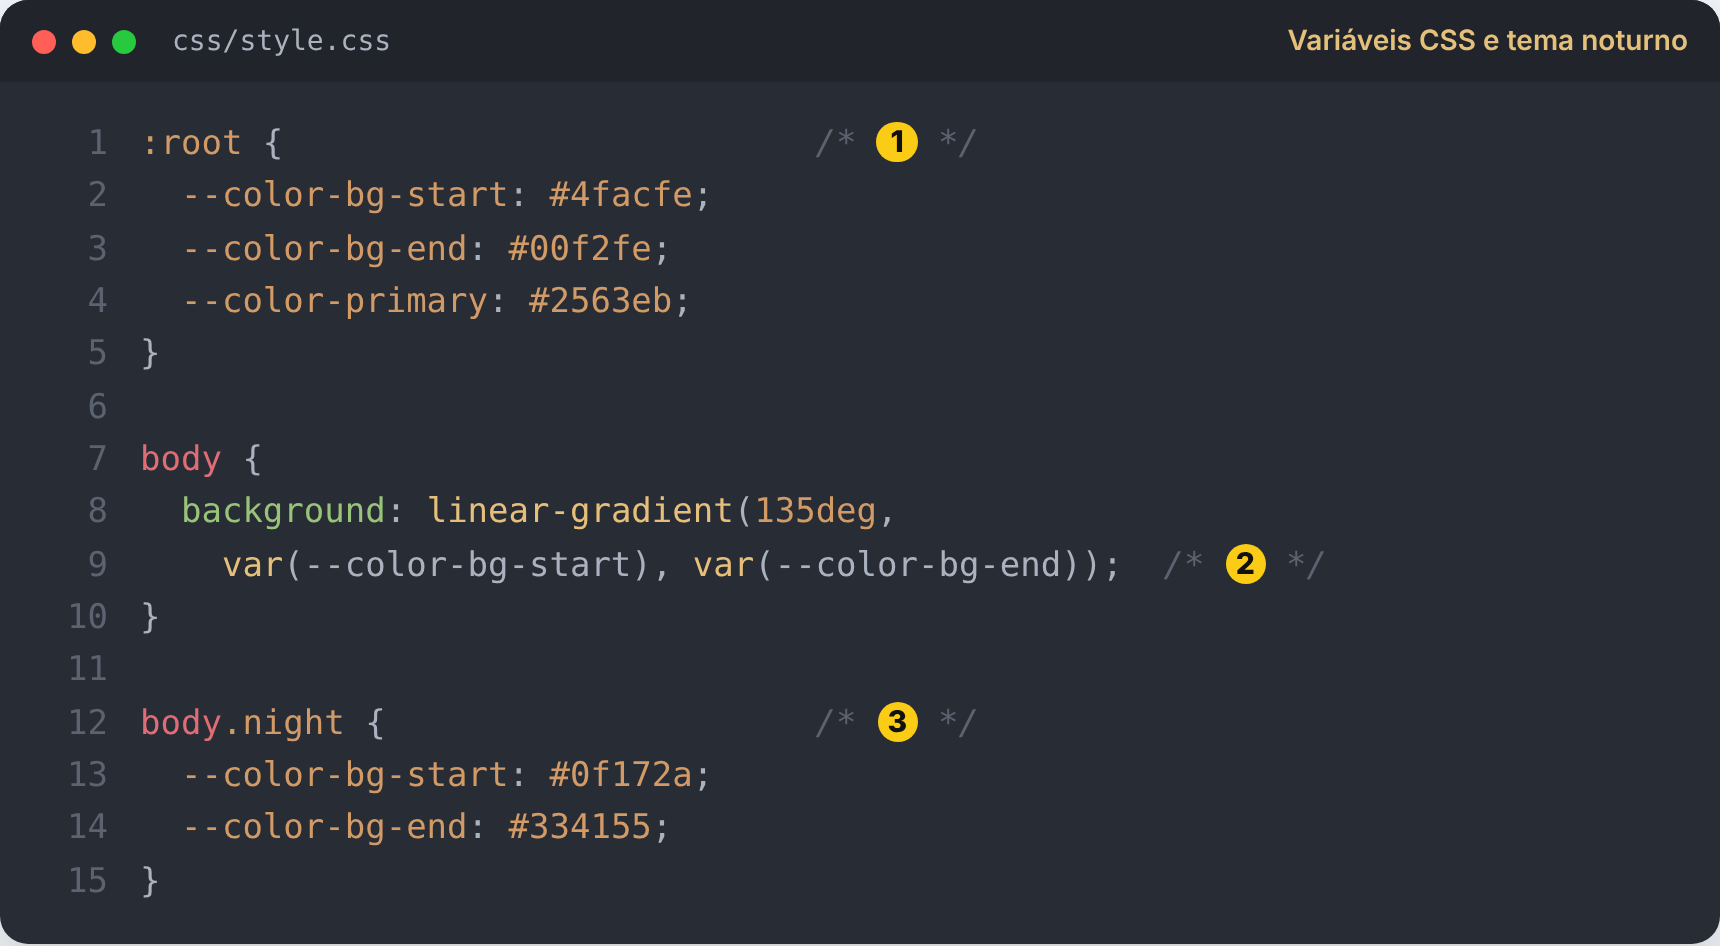 css/style.css
Variáveis CSS e tema noturno
1 :root { /* 1 */
2   --color-bg-start: #4facfe;
3   --color-bg-end: #00f2fe;
4   --color-primary: #2563eb;
5 }
6
7 body {
8   background: linear-gradient(135deg,
9     var(--color-bg-start), var(--color-bg-end)); /* 2 */
10 }
11
12 body.night { /* 3 */
13   --color-bg-start: #0f172a;
14   --color-bg-end: #334155;
15 }